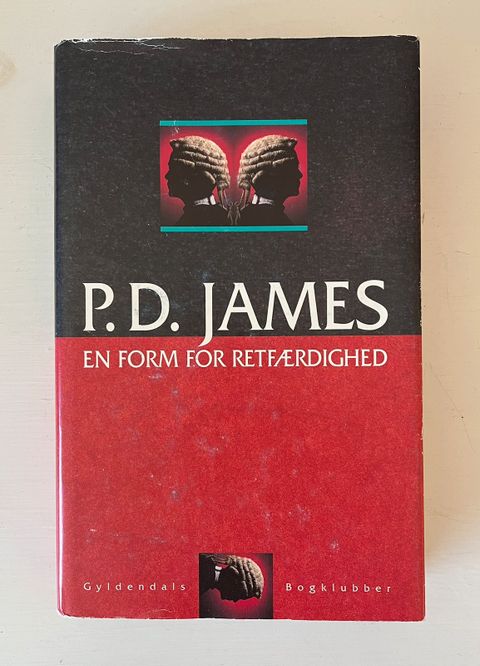 P. D. JAMES
EN FORM FOR RETFÆRDIGHED
Gyldendals Bogklubber